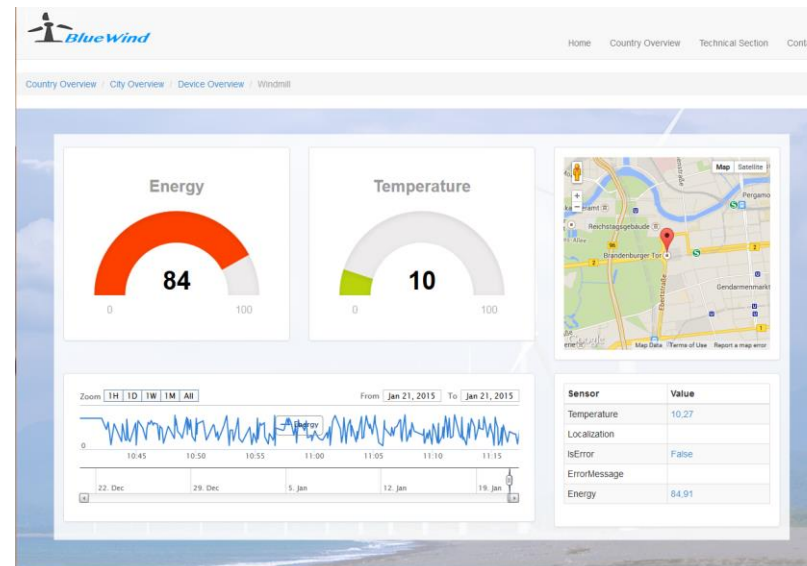 BlueWind
Home Country Overview Technical Section
Country Overview / City Overview / Device Overview / Windmill
Energy
84
0 100
Temperature
10
0 100
Map Satellite
Reichstagsgebäude
Brandenburger Tor
Ebertstraße
Gendarmenmarkt
Google
Map Data Terms of Use Report a map error
Zoom 1H 1D 1W 1M All From Jan 21, 2015 To Jan 21, 2015
Energy
0
10:45 10:50 10:55 11:00 11:05 11:10 11:15
22. Dec 29. Dec 5. Jan 12. Jan 19. Jan
Sensor Value
Temperature 10,27
Localization
IsError False
ErrorMessage
Energy 84,91